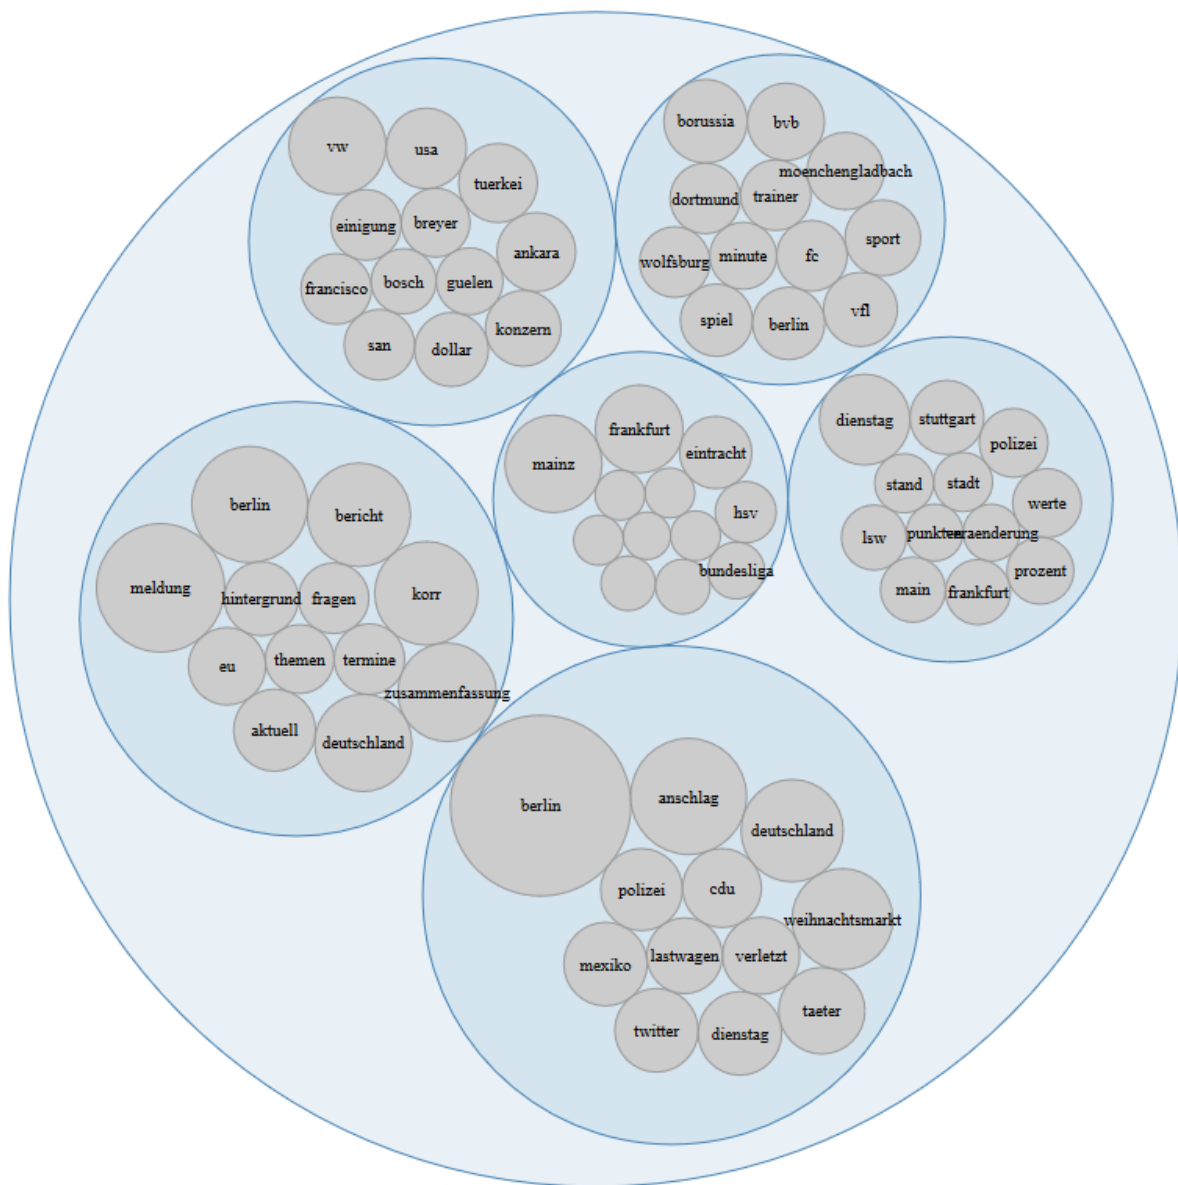 vw
usa
tuerkei
einigung
breyer
ankara
francisco
bosch
guelen
konzern
san
dollar
borussia
bvb
moenchengladbach
dortmund
trainer
sport
wolfsburg
minute
fc
spiel
berlin
vfl
mainz
frankfurt
eintracht
hsv
bundesliga
dienstag
stuttgart
polizei
stand
stadt
werte
lsw
punkte
veraenderung
prozent
main
frankfurt
berlin
bericht
meldung
hintergrund
fragen
korr
eu
themen
termine
zusammenfassung
aktuell
deutschland
berlin
anschlag
deutschland
polizei
cdu
weihnachtsmarkt
mexiko
lastwagen
verletzt
taeter
twitter
dienstag